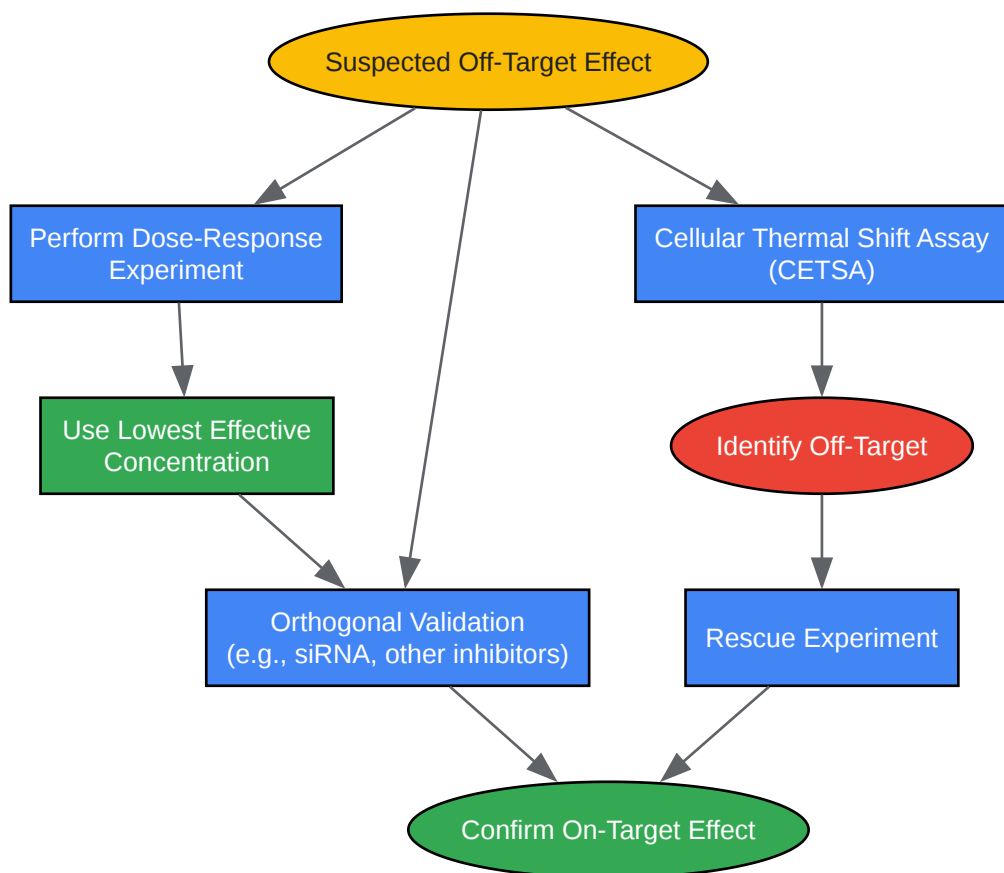 Suspected Off-Target Effect
Perform Dose-Response
Experiment
Cellular Thermal Shift Assay
(CETSA)
Use Lowest Effective
Concentration
Identify Off-Target
Orthogonal Validation
(e.g., siRNA, other inhibitors)
Rescue Experiment
Confirm On-Target Effect